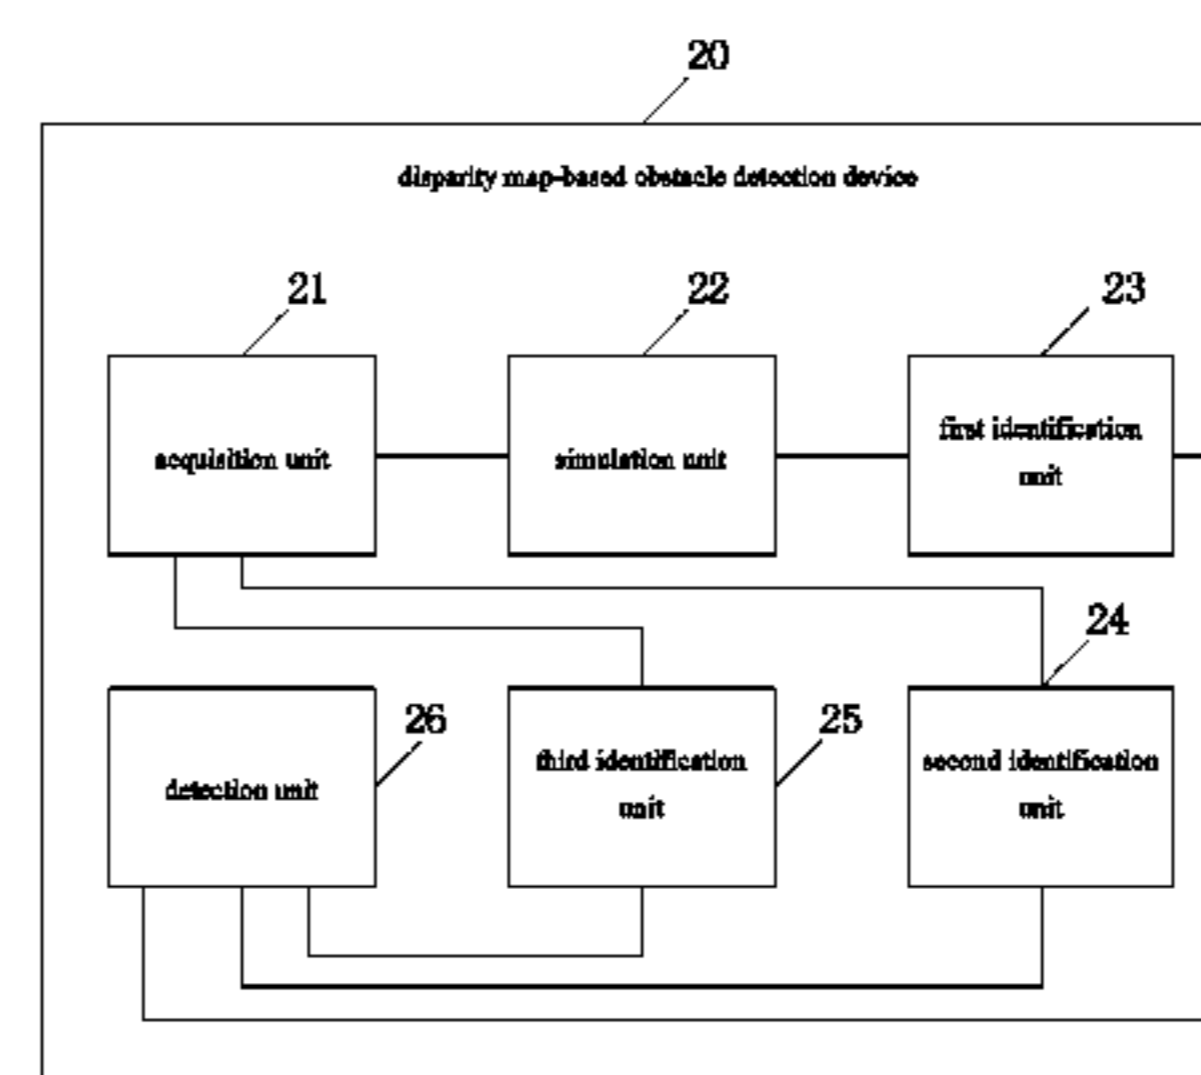 20
disparity map-based obstacle detection device
21
22
23
acquisition unit
simulation unit
first identification
unit
24
26
25
detection unit
third identification
unit
second identification
unit